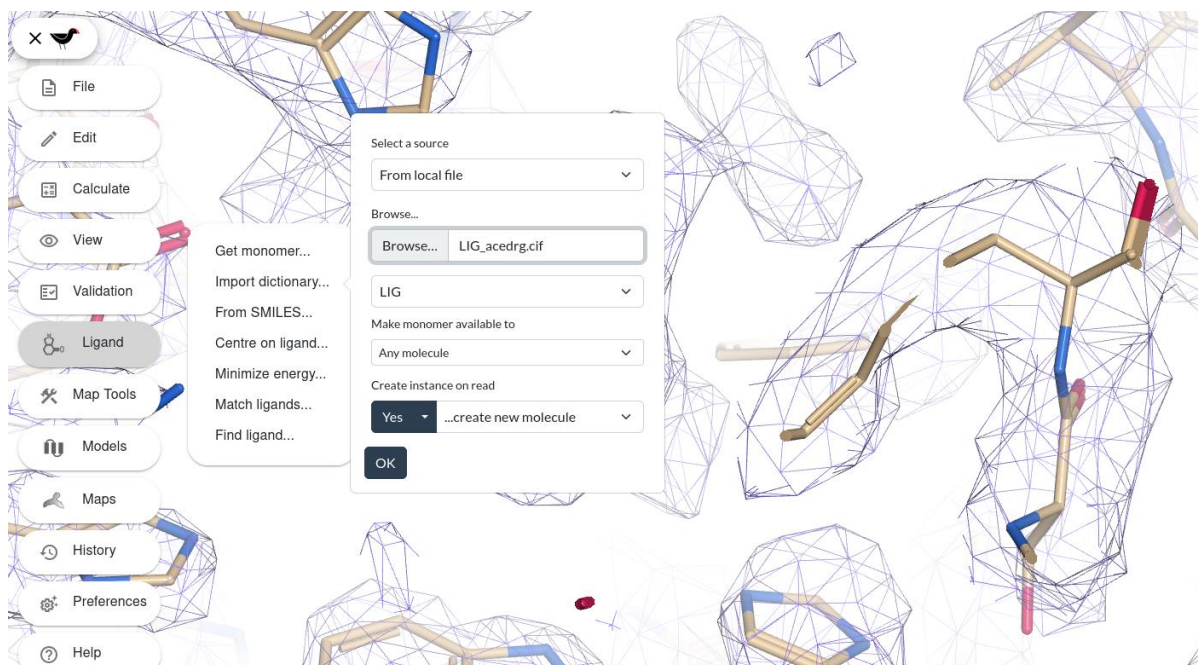 File
Edit
Calculate
View
Validation
Ligand
Map Tools
Models
Maps
History
Preferences
Help
Get monomer...
Import dictionary...
From SMILES...
Centre on ligand...
Minimize energy...
Match ligands...
Find ligand...
Select a source
From local file
Browse...
Browse... LIG_acedrg.cif
LIG
Make monomer available to
Any molecule
Create instance on read
Yes ...create new molecule
OK